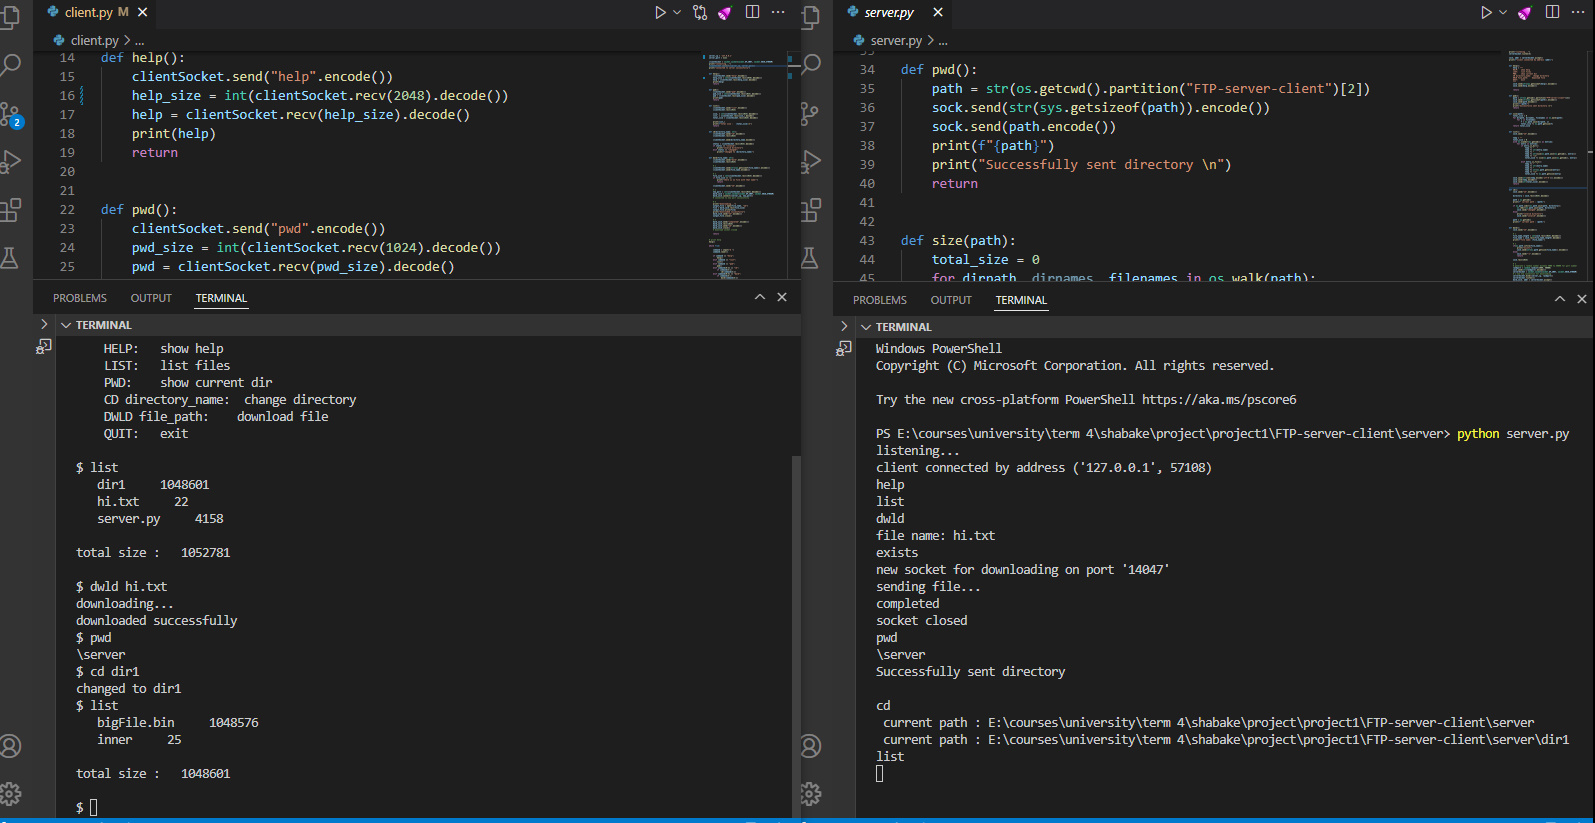 client.py M
client.py > ...
14 def help():
15 clientSocket.send("help".encode())
16 help_size = int(clientSocket.recv(2048).decode())
17 help = clientSocket.recv(help_size).decode()
18 print(help)
19 return
20
21
22 def pwd():
23 clientSocket.send("pwd".encode())
24 pwd_size = int(clientSocket.recv(1024).decode())
25 pwd = clientSocket.recv(pwd_size).decode()
2
PROBLEMS OUTPUT TERMINAL
TERMINAL
HELP: show help
LIST: list files
PWD: show current dir
CD directory_name: change directory
DWLD file_path: download file
QUIT: exit
$ list
dir1 1048601
hi.txt 22
server.py 4158
total size : 1052781
$ dwld hi.txt
downloading...
downloaded successfully
$ pwd
\server
$ cd dir1
changed to dir1
$ list
bigFile.bin 1048576
inner 25
total size : 1048601
$
server.py
server.py > ...
34 def pwd():
35 path = str(os.getcwd().partition("FTP-server-client")[2])
36 sock.send(str(sys.getsizeof(path)).encode())
37 sock.send(path.encode())
38 print(f"{path}")
39 print("Successfully sent directory \n")
40 return
41
42
43 def size(path):
44 total_size = 0
45 for dirpath, dirnames, filenames in os.walk(path):
PROBLEMS OUTPUT TERMINAL
TERMINAL
Windows PowerShell
Copyright (C) Microsoft Corporation. All rights reserved.
Try the new cross-platform PowerShell https://aka.ms/pscore6
PS E:\courses\university\term 4\shabake\project\project1\FTP-server-client\server> python server.py
listening...
client connected by address ('127.0.0.1', 57108)
help
list
dwld
file name: hi.txt
exists
new socket for downloading on port '14047'
sending file...
completed
socket closed
pwd
\server
Successfully sent directory
cd
current path : E:\courses\university\term 4\shabake\project\project1\FTP-server-client\server
current path : E:\courses\university\term 4\shabake\project\project1\FTP-server-client\server\dir1
list